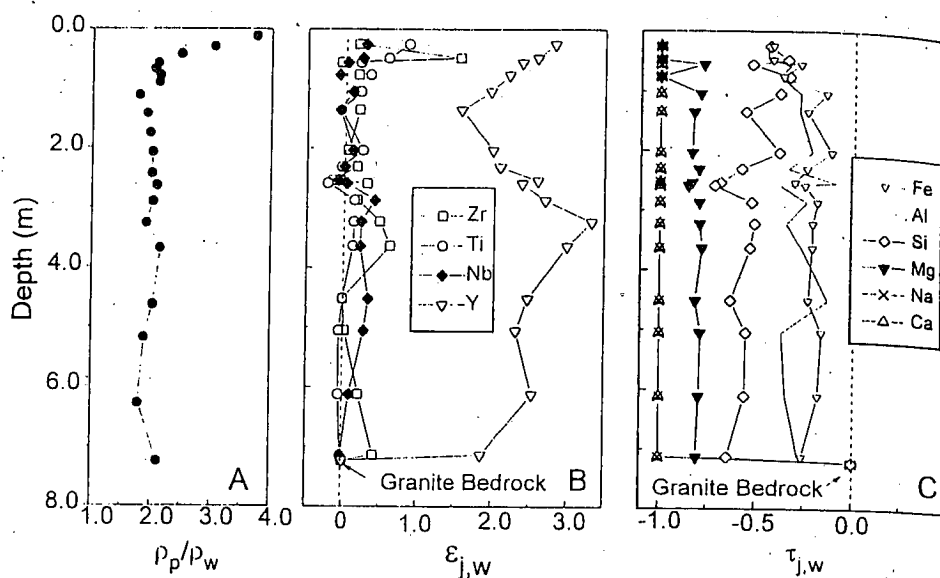 0.0
2.0
4.0
6.0
8.0
Depth (m)
1.0 2.0 3.0 4.0
ρp/ρw
A
Zr
Ti
Nb
Y
Granite Bedrock
B
0 1.0 2.0 3.0
εj,w
Fe
Al
Si
Mg
Na
Ca
Granite Bedrock
C
-1.0 -0.5 0.0
τj,w